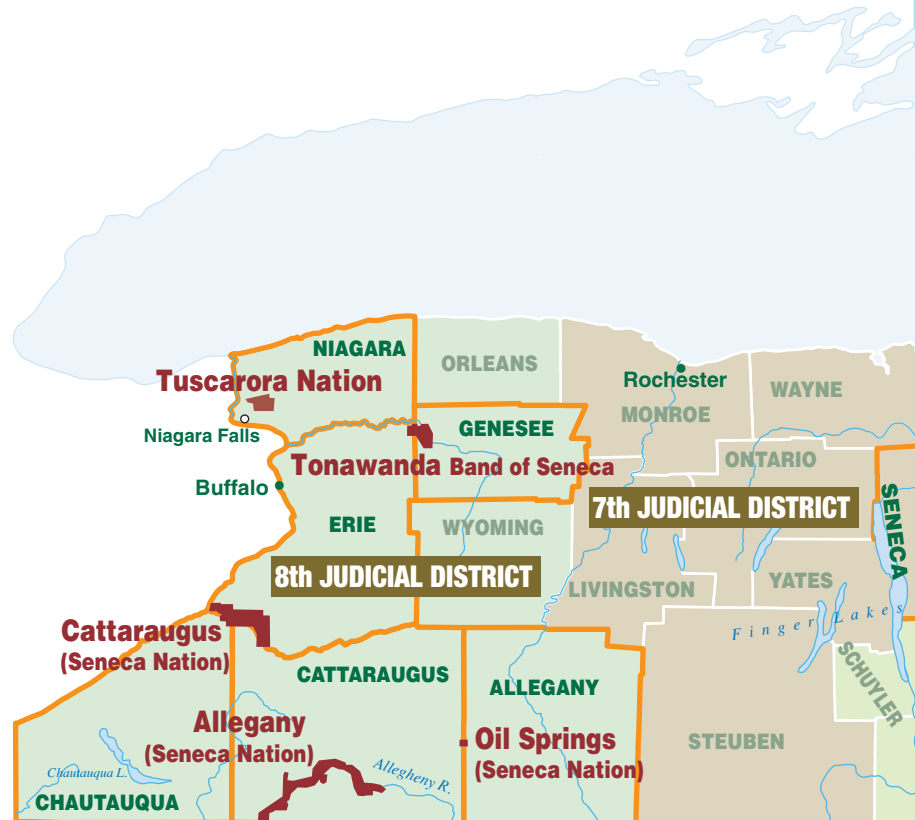 NIAGARA
ORLEANS
Tuscarora Nation
Rochester
WAYNE
MONROE
Niagara Falls
GENESEE
Tonawanda Band of Seneca
ONTARIO
Buffalo
SENECA
7th JUDICIAL DISTRICT
ERIE
WYOMING
8th JUDICIAL DISTRICT
LIVINGSTON
YATES
Finger Lakes
Cattaraugus
(Seneca Nation)
CATTARAUGUS
ALLEGANY
SCHUYLER
Allegany
(Seneca Nation)
Oil Springs
(Seneca Nation)
STEUBEN
Chautauqua L.
Allegheny R.
CHAUTAUQUA